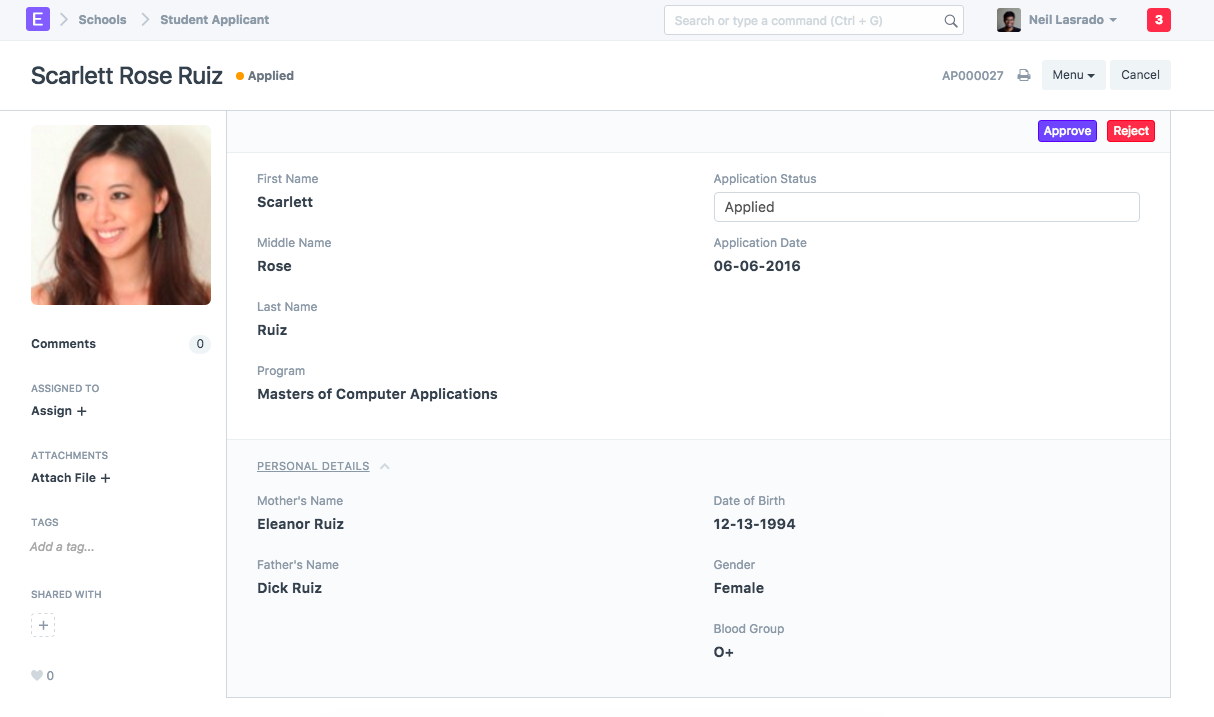 E Schools Student Applicant Search or type a command (Ctrl + G) Neil Lasrado 3
Scarlett Rose Ruiz Applied AP000027 Menu Cancel
Approve Reject
First Name
Scarlett
Application Status
Applied
Middle Name
Rose
Application Date
06-06-2016
Last Name
Ruiz
Program
Masters of Computer Applications
Comments 0
ASSIGNED TO
Assign +
ATTACHMENTS
Attach File +
TAGS
Add a tag...
SHARED WITH
+
0
PERSONAL DETAILS
Mother's Name
Eleanor Ruiz
Date of Birth
12-13-1994
Father's Name
Dick Ruiz
Gender
Female
Blood Group
O+